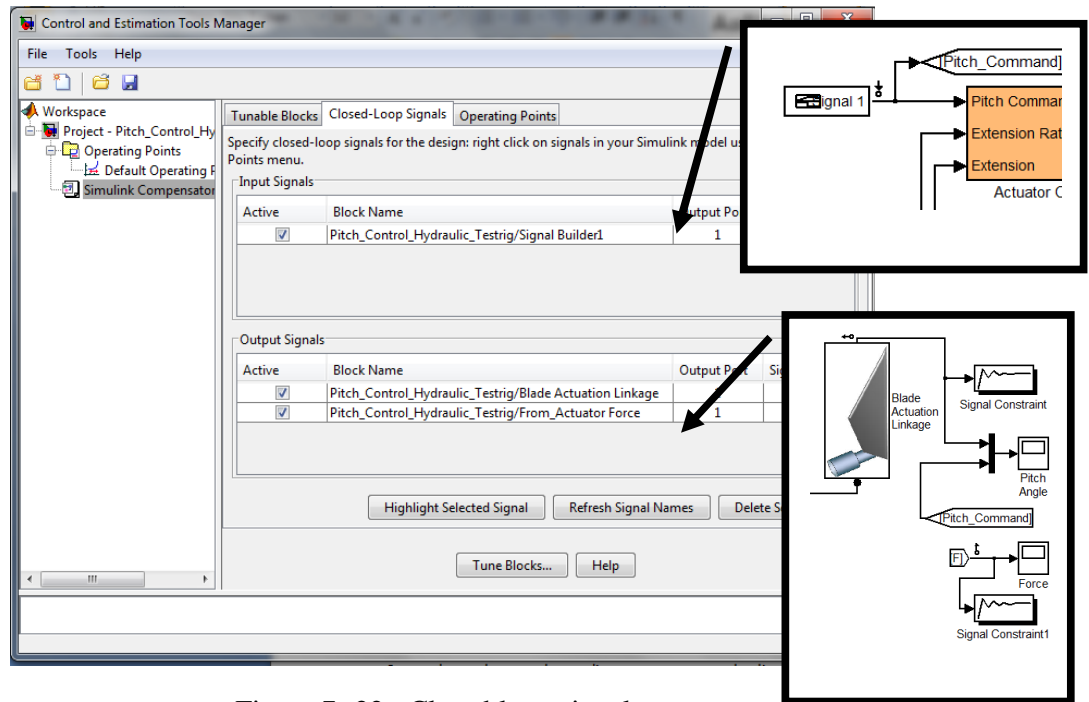 Control and Estimation Tools Manager
File Tools Help
Workspace
Project - Pitch_Control_Hy
Operating Points
Default Operating
Simulink Compensator
Tunable Blocks Closed-Loop Signals Operating Points
Specify closed-loop signals for the design: right click on signals in your Simulink model
Points menu.
Input Signals
Active Block Name Output
Pitch_Control_Hydraulic_Testrig/Signal Builder1 1
Output Signals
Active Block Name Output Port
Pitch_Control_Hydraulic_Testrig/Blade Actuation Linkage
Pitch_Control_Hydraulic_Testrig/From_Actuator Force 1
Highlight Selected Signal Refresh Signal Names
Tune Blocks... Help
[Pitch_Command]
Signal 1
Pitch Comman
Extension Rat
Extension
Actuator C
Blade
Actuation
Linkage
Signal Constraint
Pitch
Angle
[Pitch_Command]
[F]
Force
Signal Constraint1